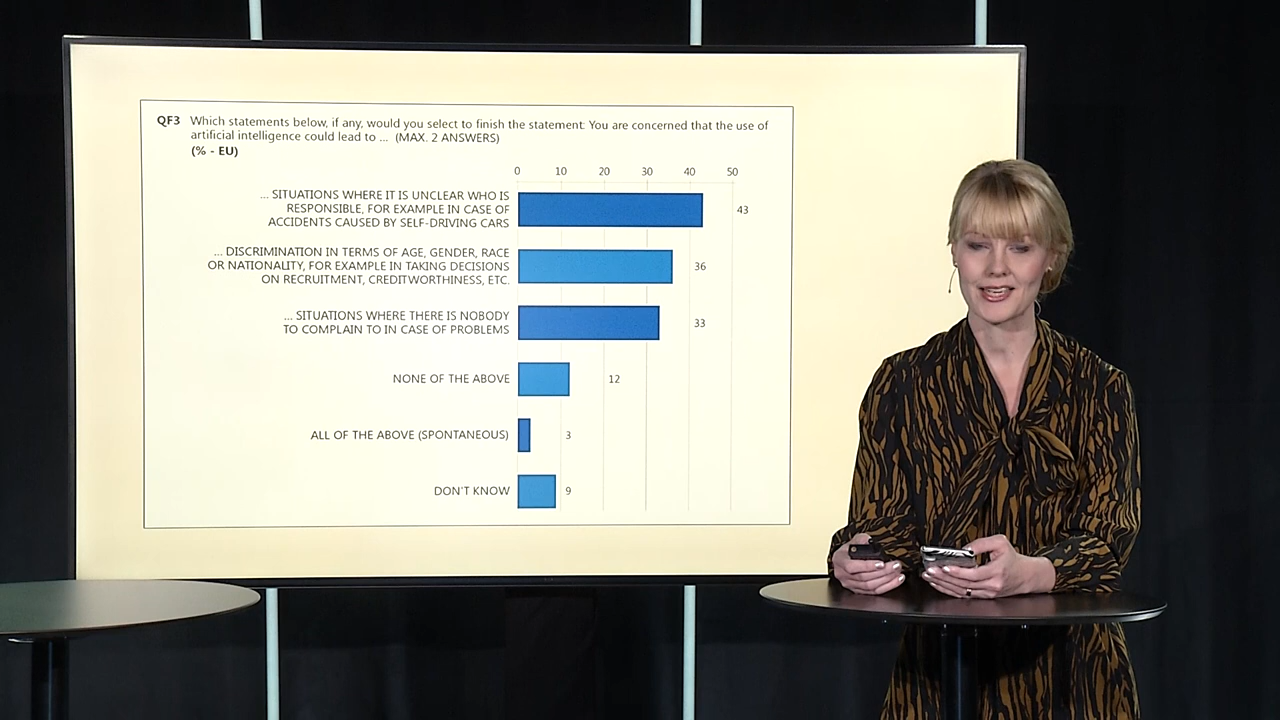 QF3 Which statements below, if any, would you select to finish the statement: You are concerned that the use of
artificial intelligence could lead to ... (MAX. 2 ANSWERS)
(% - EU)
0 10 20 30 40 50
... SITUATIONS WHERE IT IS UNCLEAR WHO IS
RESPONSIBLE, FOR EXAMPLE IN CASE OF
ACCIDENTS CAUSED BY SELF-DRIVING CARS
43
... DISCRIMINATION IN TERMS OF AGE, GENDER, RACE
OR NATIONALITY, FOR EXAMPLE IN TAKING DECISIONS
ON RECRUITMENT, CREDITWORTHINESS, ETC.
36
... SITUATIONS WHERE THERE IS NOBODY
TO COMPLAIN TO IN CASE OF PROBLEMS
33
NONE OF THE ABOVE
12
ALL OF THE ABOVE (SPONTANEOUS)
3
DON'T KNOW
9